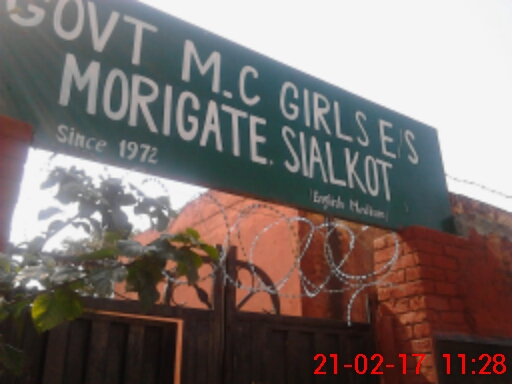 GOVT M-C GIRLS E/S
MORIGATE. SIALKOT
Since 1972
(English Medium)
21-02-17 11:28